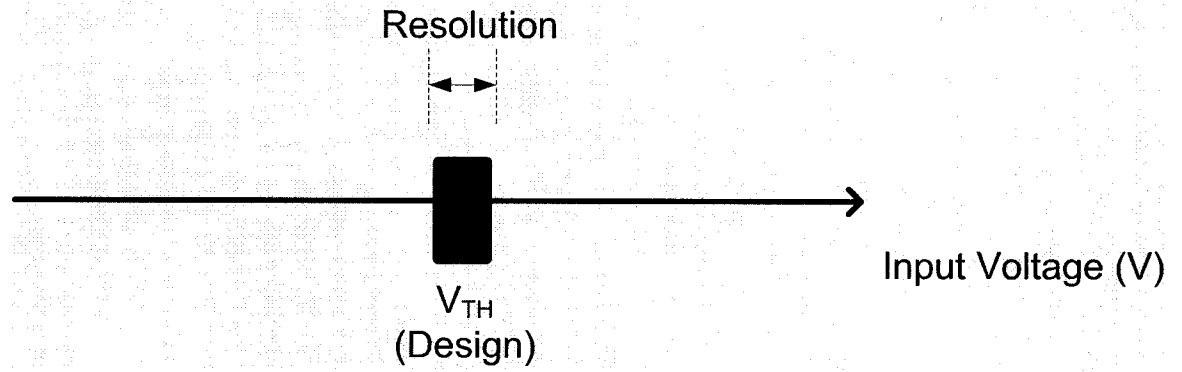 Resolution
V_TH
(Design)
Input Voltage (V)